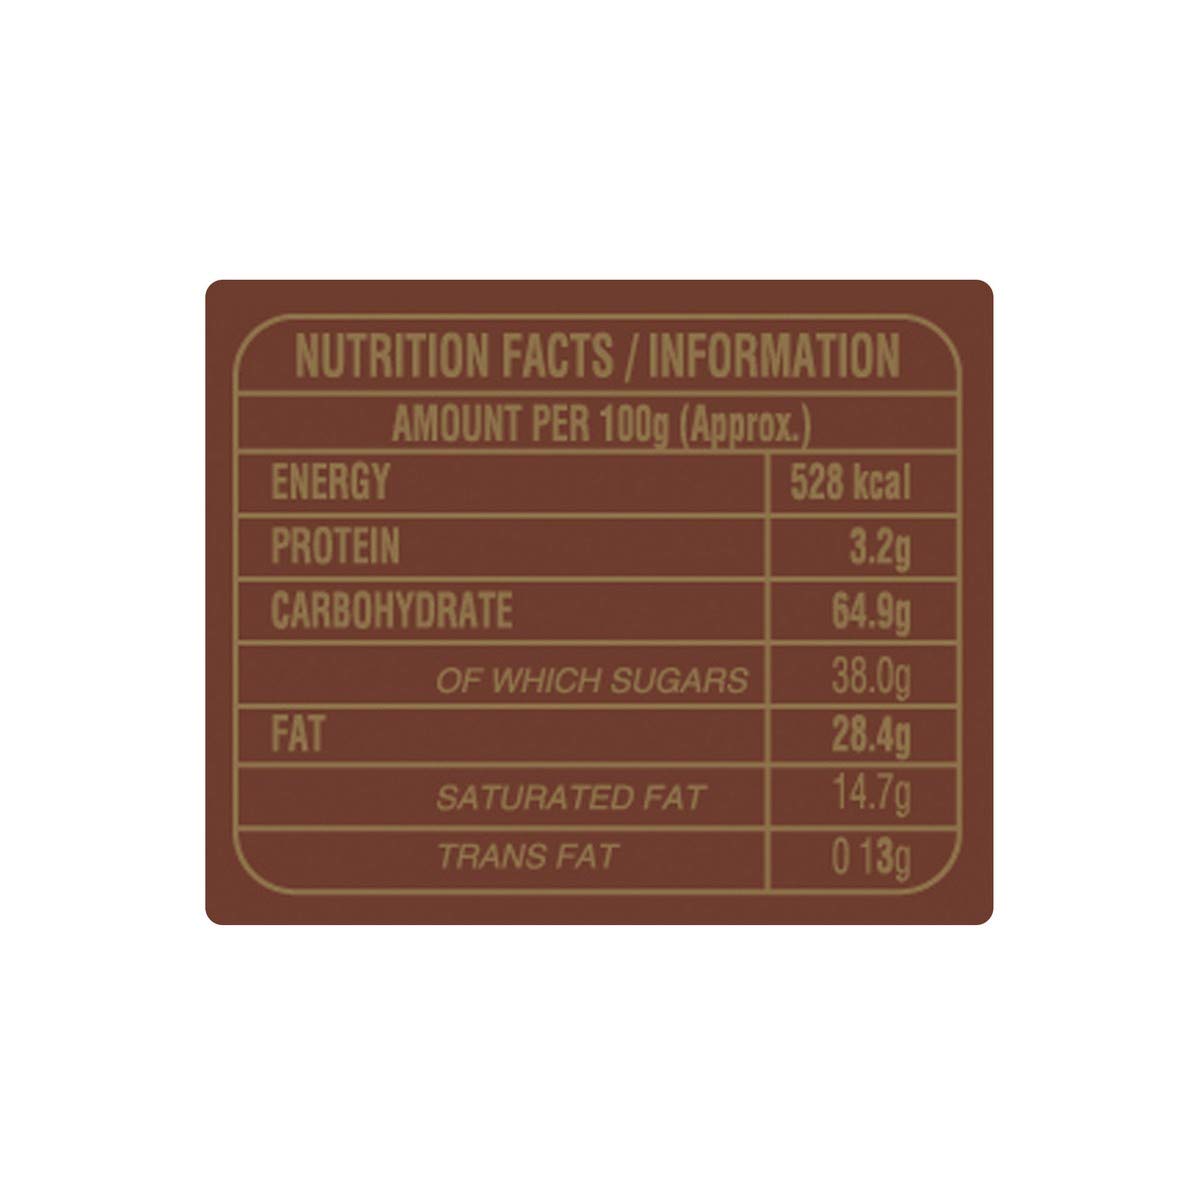 NUTRITION FACTS / INFORMATION
AMOUNT PER 100g (Approx.)
ENERGY 528 kcal
PROTEIN 3.2g
CARBOHYDRATE 64.9g
OF WHICH SUGARS 38.0g
FAT 28.4g
SATURATED FAT 14.7g
TRANS FAT 0 13g